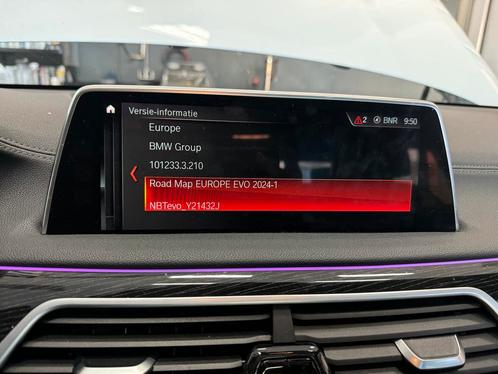 Versie-informatie
2 BNR 9:50
Europe
BMW Group
101233.3.210
Road Map EUROPE EVO 2024-1
NBTevo_Y21432J